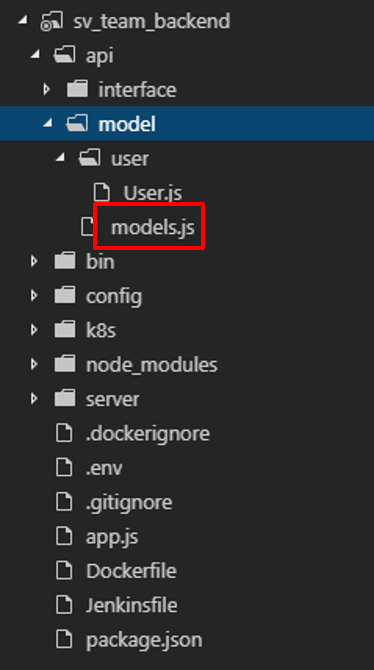 sv_team_backend
api
interface
model
user
User.js
models.js
bin
config
k8s
node_modules
server
.dockerignore
.env
.gitignore
app.js
Dockerfile
Jenkinsfile
package.json